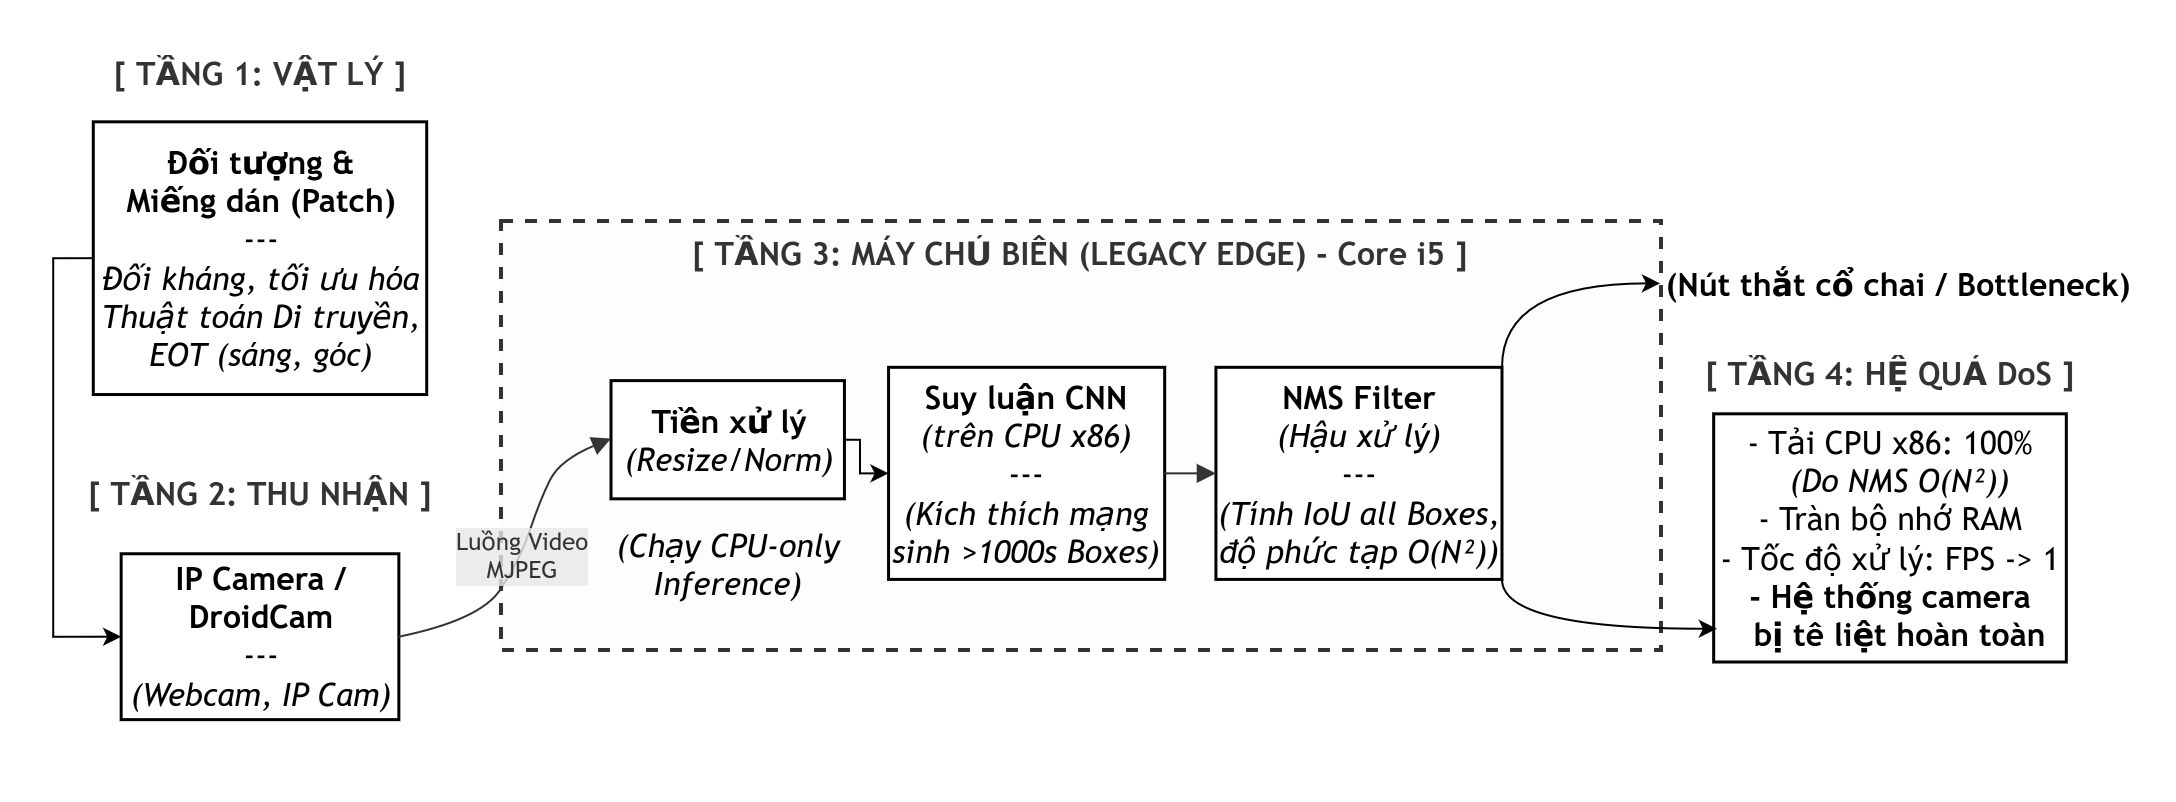 [ TẦNG 1: VẬT LÝ ]
Đối tượng &
Miếng dán (Patch)
---
Đối kháng, tối ưu hóa
Thuật toán Di truyền,
EOT (sáng, góc)
[ TẦNG 2: THU NHẬN ]
IP Camera /
DroidCam
---
(Webcam, IP Cam)
Luồng Video
MJPEG
[ TẦNG 3: MÁY CHỦ BIÊN (LEGACY EDGE) - Core i5 ]
Tiền xử lý
(Resize/Norm)
(Chạy CPU-only
Inference)
Suy luận CNN
(trên CPU x86)
---
(Kích thích mạng
sinh >1000s Boxes)
NMS Filter
(Hậu xử lý)
---
(Tính IoU all Boxes,
độ phức tạp O(N²))
(Nút thắt cổ chai / Bottleneck)
[ TẦNG 4: HỆ QUẢ DoS ]
- Tải CPU x86: 100%
(Do NMS O(N²))
- Tràn bộ nhớ RAM
- Tốc độ xử lý: FPS -> 1
- Hệ thống camera
bị tê liệt hoàn toàn